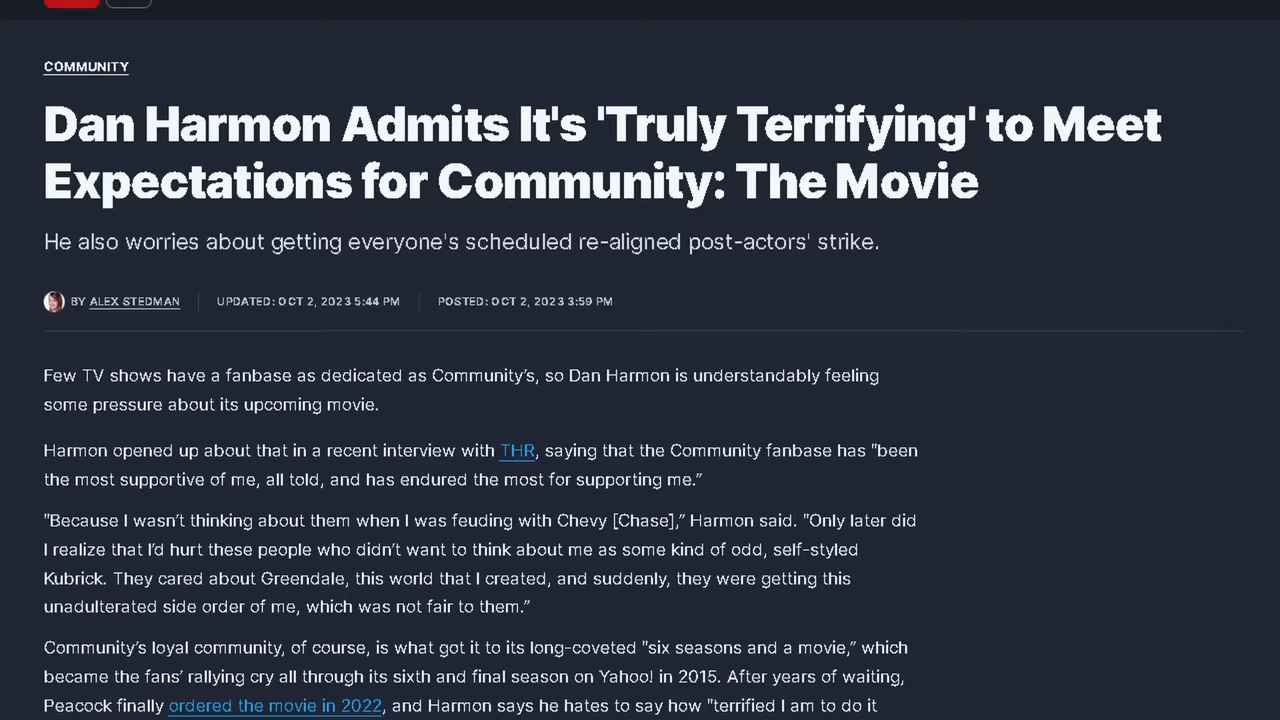 COMMUNITY
Dan Harmon Admits It's 'Truly Terrifying' to Meet
Expectations for Community: The Movie
He also worries about getting everyone's scheduled re-aligned post-actors' strike.
BY ALEX STEDMAN UPDATED: OCT 2, 2023 5:44 PM POSTED: OCT 2, 2023 3:59 PM
Few TV shows have a fanbase as dedicated as Community’s, so Dan Harmon is understandably feeling
some pressure about its upcoming movie.
Harmon opened up about that in a recent interview with THR, saying that the Community fanbase has "been
the most supportive of me, all told, and has endured the most for supporting me.”
"Because I wasn’t thinking about them when I was feuding with Chevy [Chase],” Harmon said. "Only later did
I realize that I’d hurt these people who didn’t want to think about me as some kind of odd, self-styled
Kubrick. They cared about Greendale, this world that I created, and suddenly, they were getting this
unadulterated side order of me, which was not fair to them.”
Community’s loyal community, of course, is what got it to its long-coveted "six seasons and a movie,” which
became the fans’ rallying cry all through its sixth and final season on Yahoo! in 2015. After years of waiting,
Peacock finally ordered the movie in 2022, and Harmon says he hates to say how "terrified I am to do it